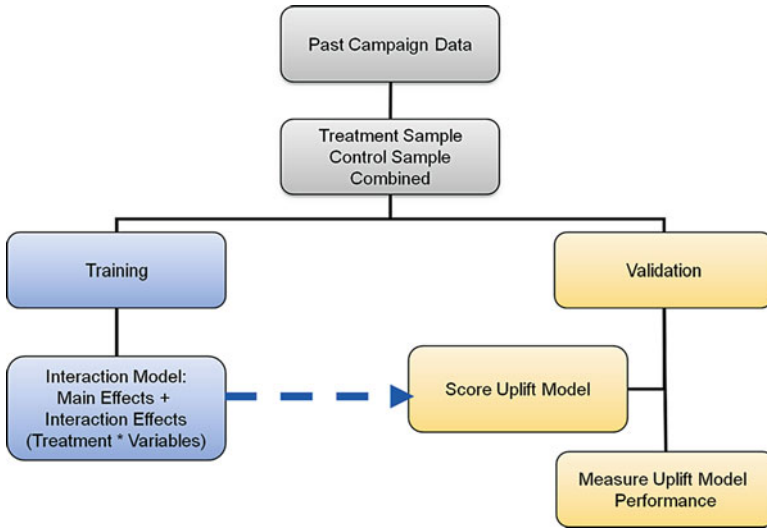 Past Campaign Data
Treatment Sample
Control Sample
Combined
Training
Validation
Interaction Model:
Main Effects +
Interaction Effects
(Treatment * Variables)
Score Uplift Model
Measure Uplift Model
Performance